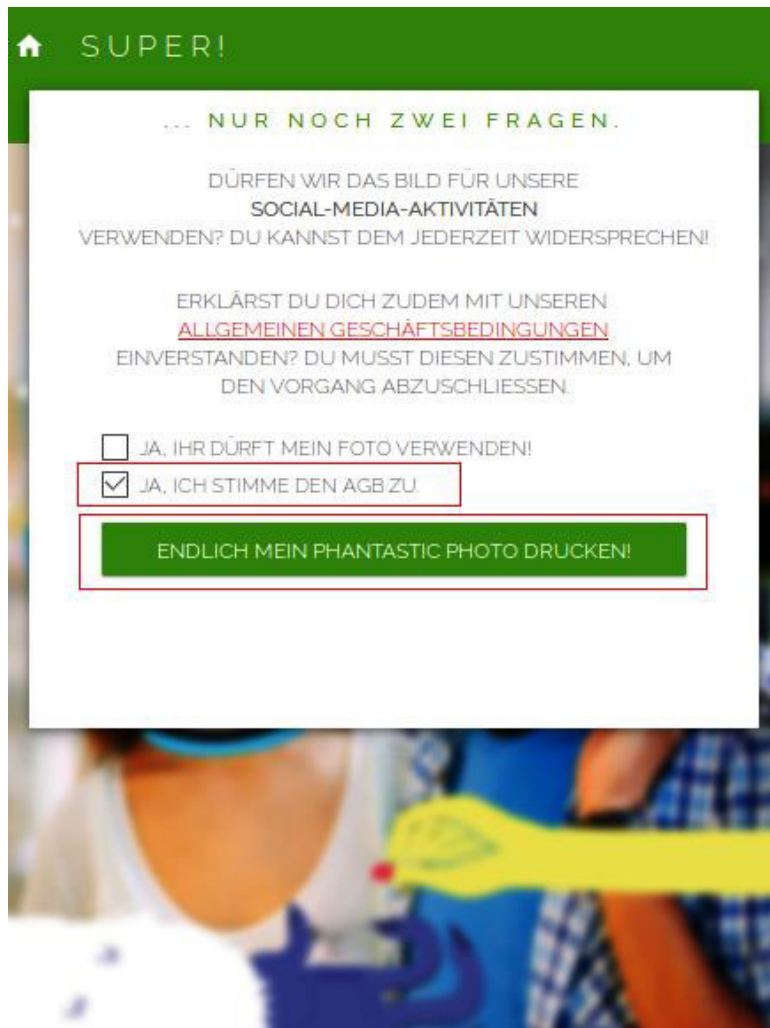 SUPER!
... NUR NOCH ZWEI FRAGEN.
DÜRFEN WIR DAS BILD FÜR UNSERE
SOCIAL-MEDIA-AKTIVITÄTEN
VERWENDEN? DU KANNST DEM JEDERZEIT WIDERSPRECHEN!
ERKLÄRST DU DICH ZUDEM MIT UNSEREN
ALLGEMEINEN GESCHÄFTSBEDINGUNGEN
EINVERSTANDEN? DU MUSST DIESEN ZUSTIMMEN, UM
DEN VORGANG ABZUSCHLIESSEN.
JA, IHR DÜRFT MEIN FOTO VERWENDEN!
JA, ICH STIMME DEN AGB ZU.
ENDLICH MEIN PHANTASTIC PHOTO DRUCKEN!